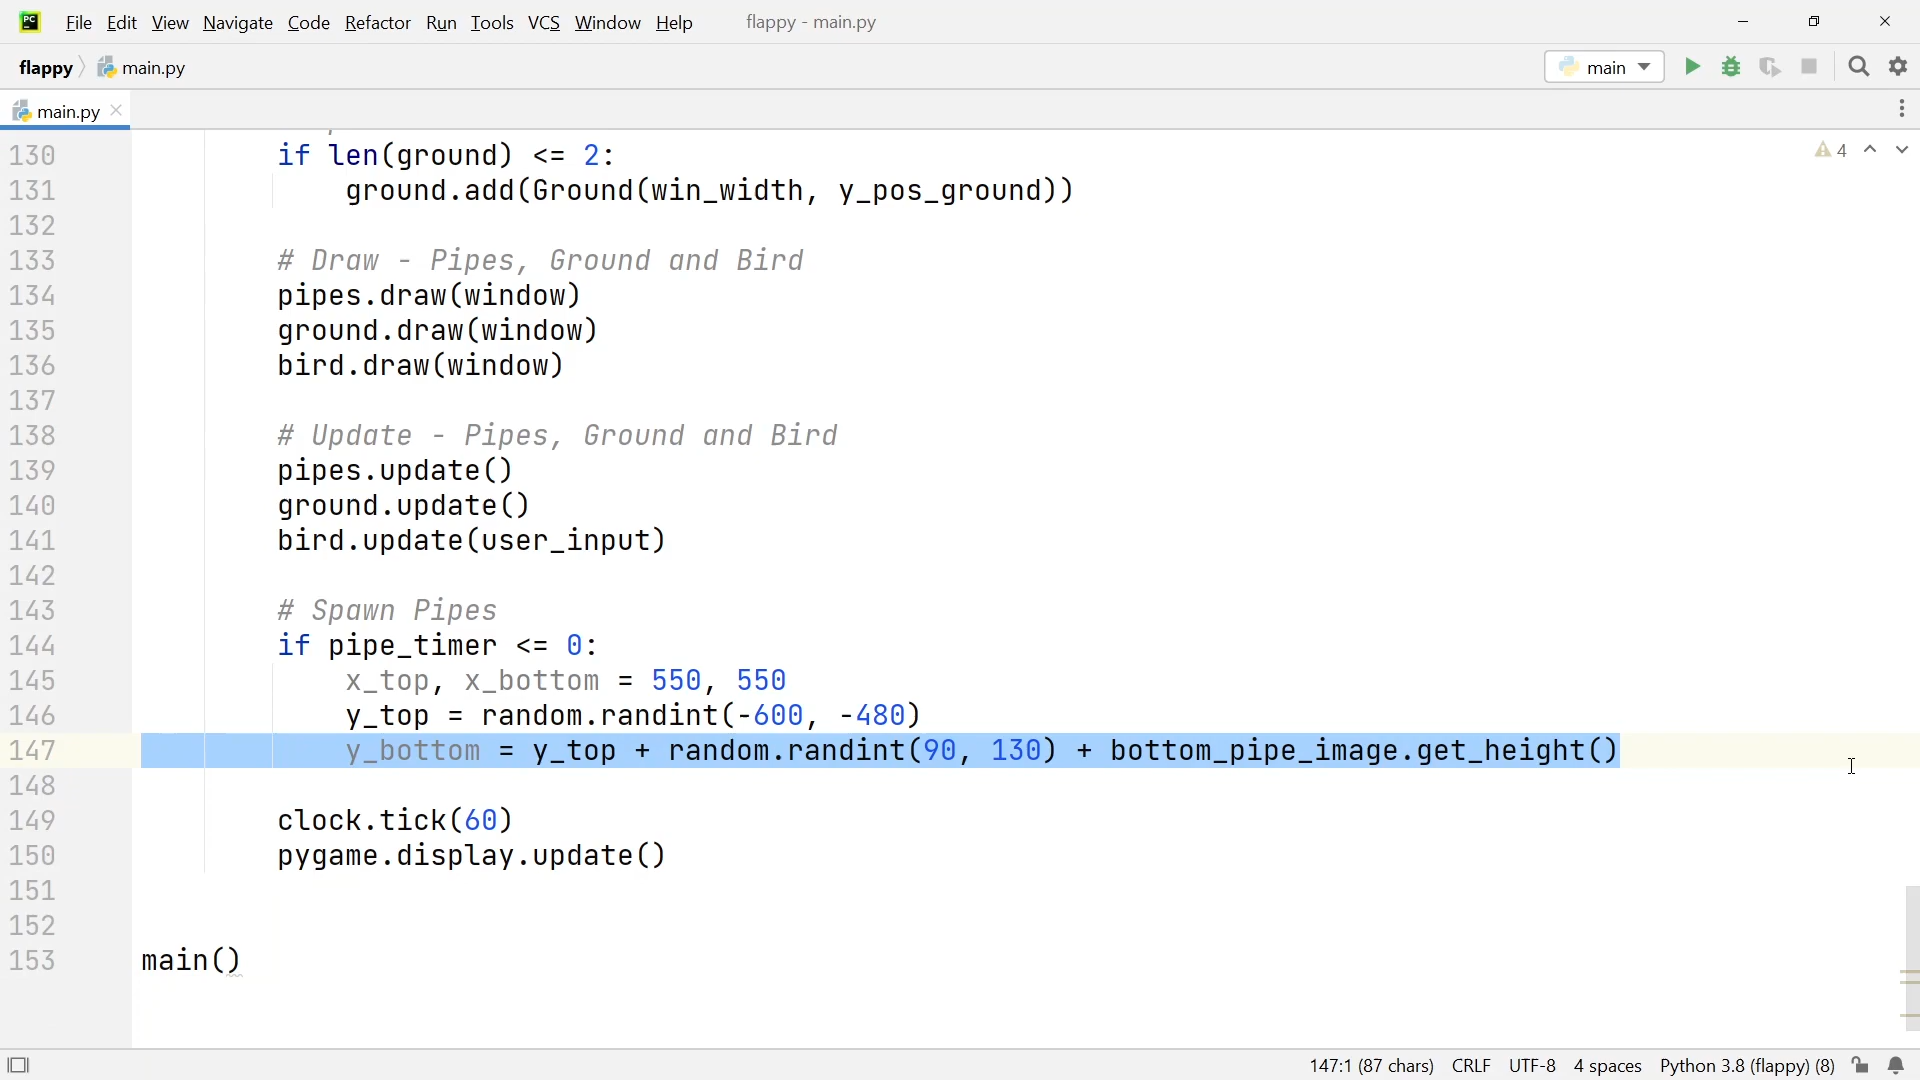 PC File Edit View Navigate Code Refactor Run Tools VCS Window Help flappy - main.py
flappy main.py main
main.py
130 if len(ground) <= 2: 4
131 ground.add(Ground(win_width, y_pos_ground))
132
133 # Draw - Pipes, Ground and Bird
134 pipes.draw(window)
135 ground.draw(window)
136 bird.draw(window)
137
138 # Update - Pipes, Ground and Bird
139 pipes.update()
140 ground.update()
141 bird.update(user_input)
142
143 # Spawn Pipes
144 if pipe_timer <= 0:
145 x_top, x_bottom = 550, 550
146 y_top = random.randint(-600, -480)
147 y_bottom = y_top + random.randint(90, 130) + bottom_pipe_image.get_height()
148
149 clock.tick(60)
150 pygame.display.update()
151
152
153 main()
147:1 (87 chars) CRLF UTF-8 4 spaces Python 3.8 (flappy) (8)